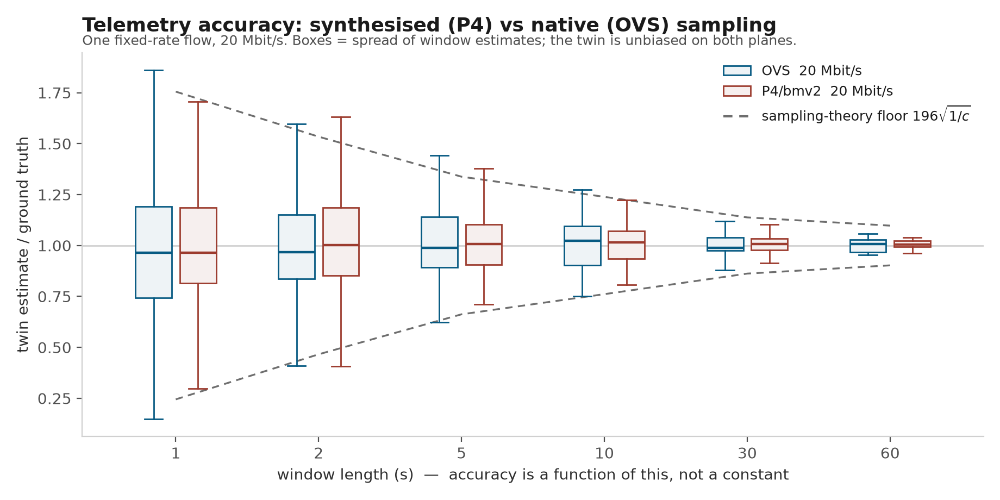 Telemetry accuracy: synthesised (P4) vs native (OVS) sampling
One fixed-rate flow, 20 Mbit/s. Boxes = spread of window estimates; the twin is unbiased on both planes.
OVS  20 Mbit/s
P4/bmv2  20 Mbit/s
sampling-theory floor 196√1/c
twin estimate / ground truth
1.75
1.50
1.25
1.00
0.75
0.50
0.25
1 2 5 10 30 60
window length (s)  —  accuracy is a function of this, not a constant